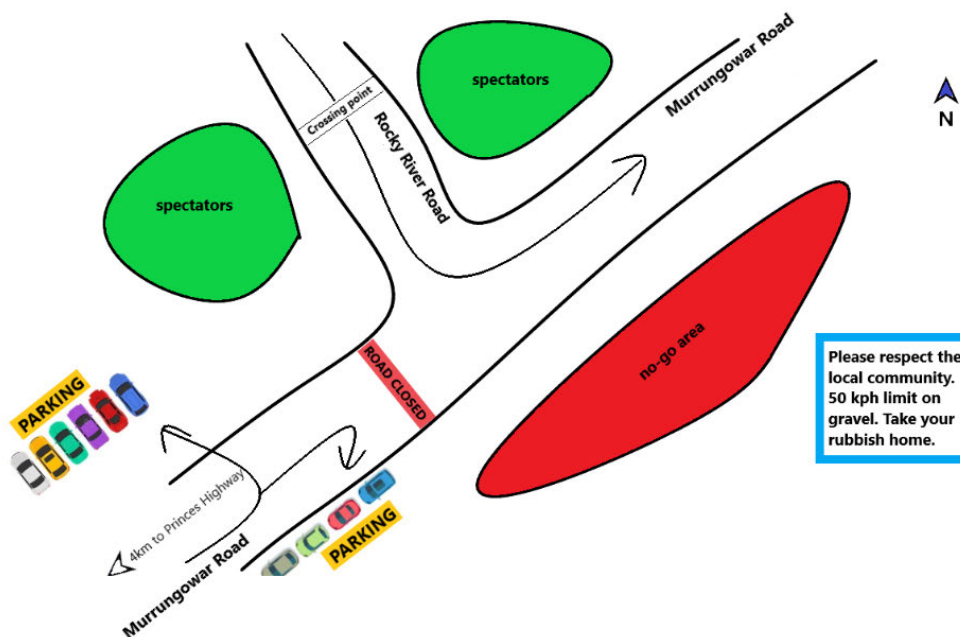 Murrungowar Road
spectators
N
Crossing point
Rocky River Road
spectators
no-go area
Please respect the
local community.
50 kph limit on
gravel. Take your
rubbish home.
ROAD CLOSED
PARKING
4km to Princes Highway
PARKING
Murrungowar Road